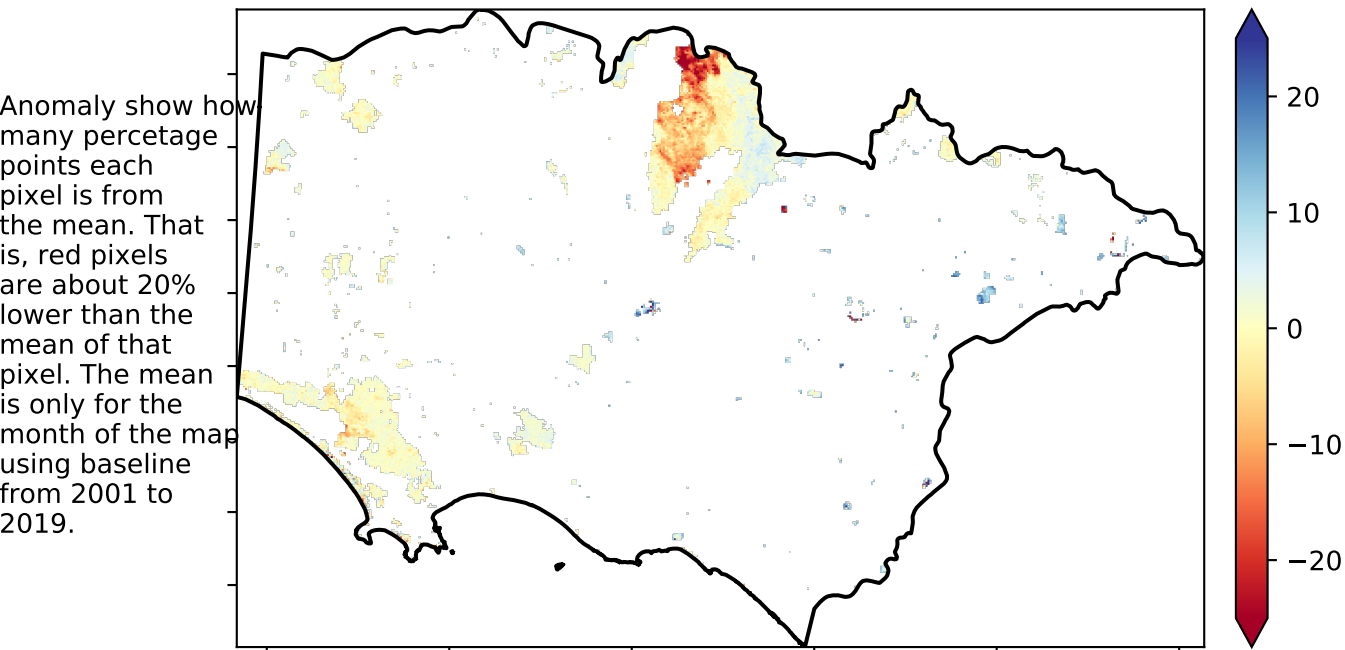 Anomaly show how
many percetage
points each
pixel is from
the mean. That
is, red pixels
are about 20%
lower than the
mean of that
pixel. The mean
is only for the
month of the map
using baseline
from 2001 to
2019.
20
10
0
−10
−20